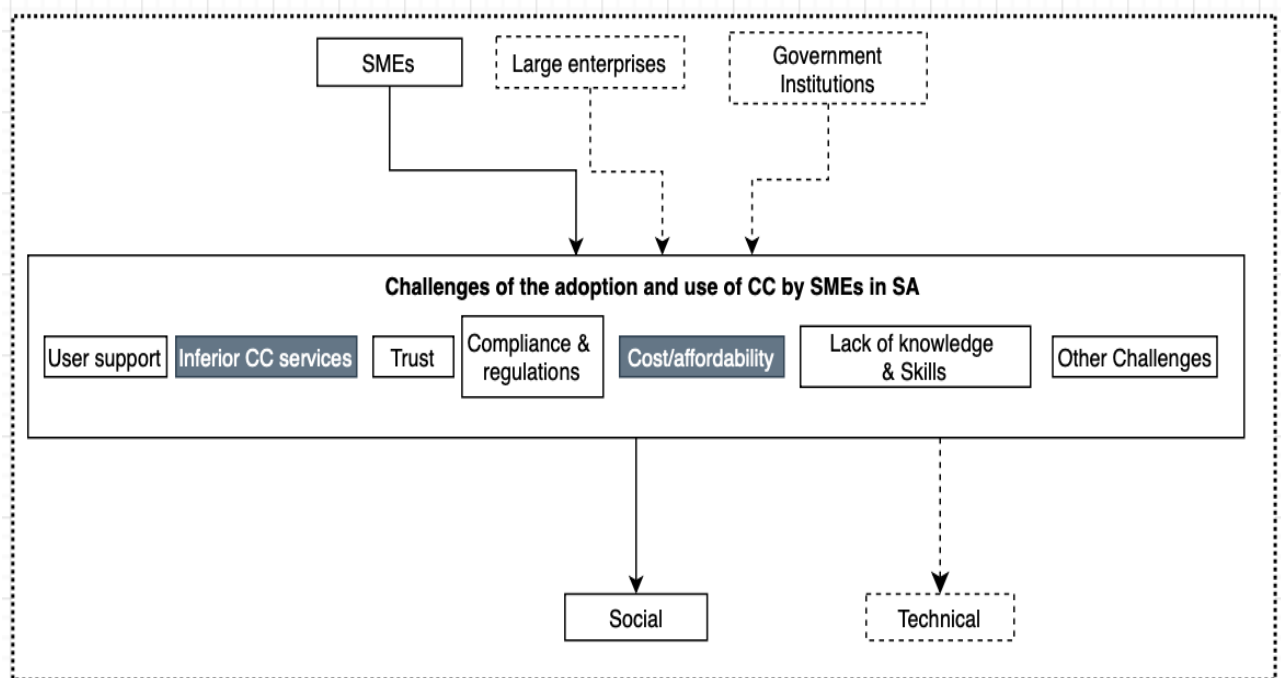 SMEs
Large enterprises
Government
Institutions
Challenges of the adoption and use of CC by SMEs in SA
User support
Inferior CC services
Trust
Compliance &
regulations
Cost/affordability
Lack of knowledge
& Skills
Other Challenges
Social
Technical